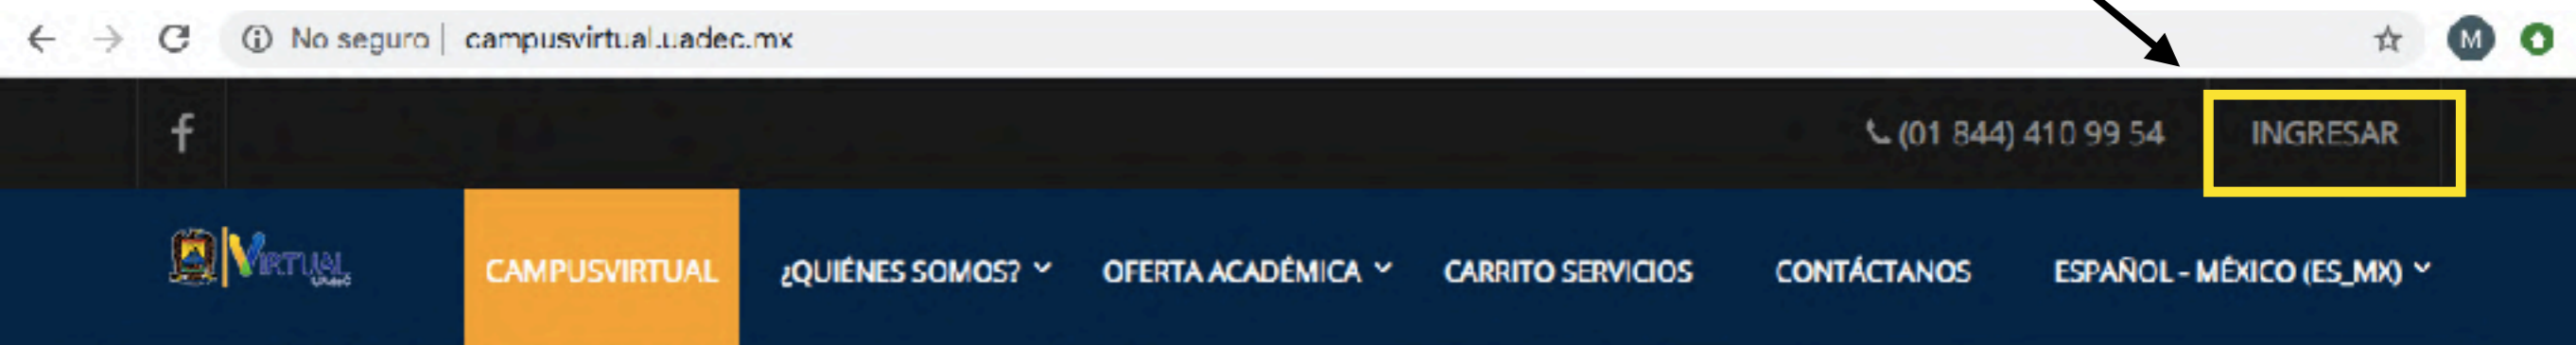 No seguro | campusvirtual.uadec.mx
M
f
(01 844) 410 99 54
INGRESAR
VIRTUAL
UAdeC
CAMPUSVIRTUAL
¿QUIÉNES SOMOS?
OFERTA ACADÉMICA
CARRITO SERVICIOS
CONTÁCTANOS
ESPAÑOL - MÉXICO (ES_MX)